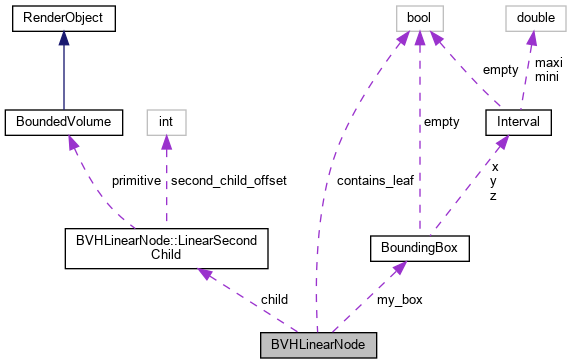 RenderObject
bool
double
maxi
mini
empty
BoundedVolume
int
empty
Interval
primitive
second_child_offset
contains_leaf
x
y
z
BVHLinearNode::LinearSecond
Child
BoundingBox
child
my_box
BVHLinearNode